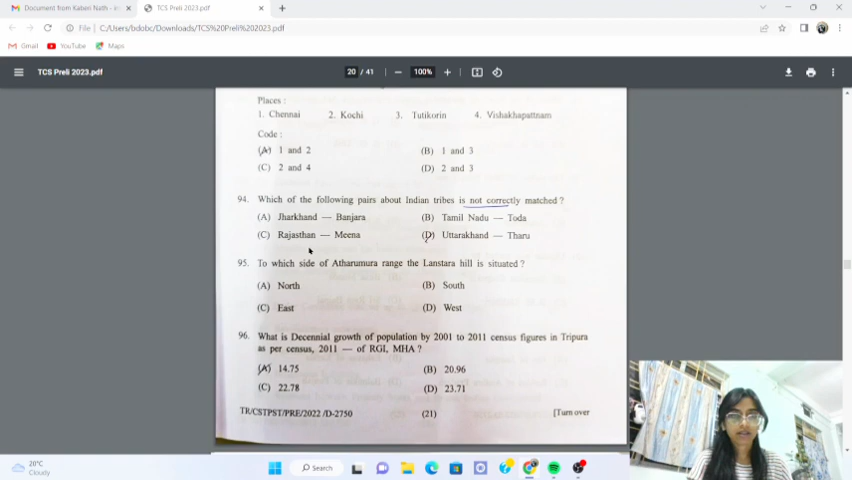 Document from Kaberi Nath - in
TCS Preli 2023.pdf
File
C:/Users/bdobc/Downloads/TCS%20Preli%202023.pdf
Gmail
YouTube
Maps
TCS Preli 2023.pdf
20 / 41
100%
Places :
1. Chennai 2. Kochi 3. Tutikorin 4. Vishakhapattnam
Code :
(A) 1 and 2 (B) 1 and 3
(C) 2 and 4 (D) 2 and 3
94. Which of the following pairs about Indian tribes is not correctly matched ?
(A) Jharkhand — Banjara (B) Tamil Nadu — Toda
(C) Rajasthan — Meena (D) Uttarakhand — Tharu
95. To which side of Atharumura range the Lanstara hill is situated ?
(A) North (B) South
(C) East (D) West
96. What is Decennial growth of population by 2001 to 2011 census figures in Tripura
as per census, 2011 — of RGI, MHA ?
(A) 14.75 (B) 20.96
(C) 22.78 (D) 23.71
TR/CSTPST/PRE/2022 /D-2750 (21) [Turn over
20°C
Cloudy
Search